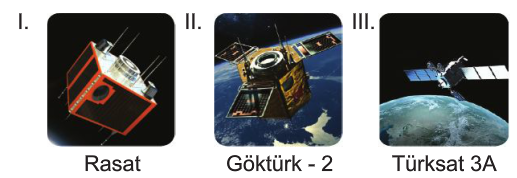 I.
II.
III.
Rasat
Göktürk - 2
Türksat 3A